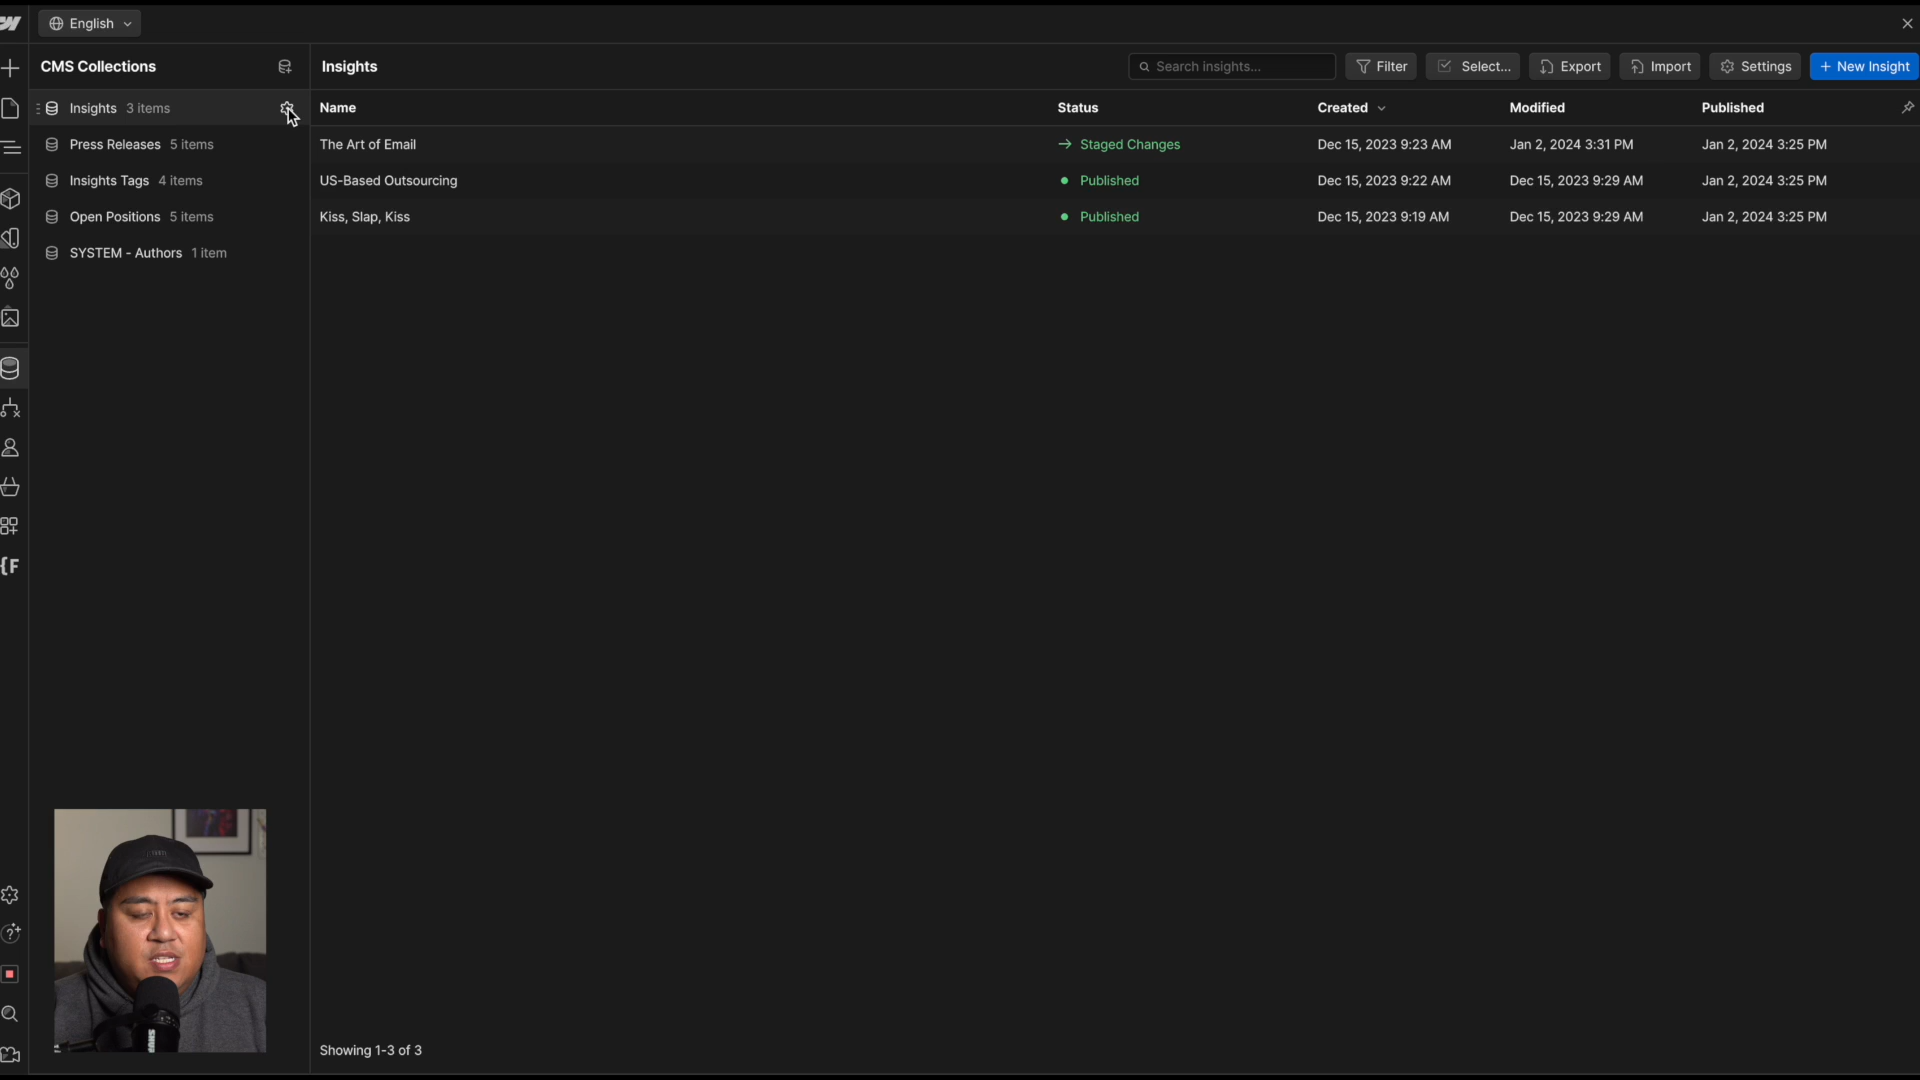 English
CMS Collections
Insights 3 items
Press Releases 5 items
Insights Tags 4 items
Open Positions 5 items
SYSTEM - Authors 1 item
Insights
Search insights...
Filter
Select...
Export
Import
Settings
+ New Insight
Name Status Created Modified Published
The Art of Email Staged Changes Dec 15, 2023 9:23 AM Jan 2, 2024 3:31 PM Jan 2, 2024 3:25 PM
US-Based Outsourcing Published Dec 15, 2023 9:22 AM Dec 15, 2023 9:29 AM Jan 2, 2024 3:25 PM
Kiss, Slap, Kiss Published Dec 15, 2023 9:19 AM Dec 15, 2023 9:29 AM Jan 2, 2024 3:25 PM
{F
Showing 1-3 of 3